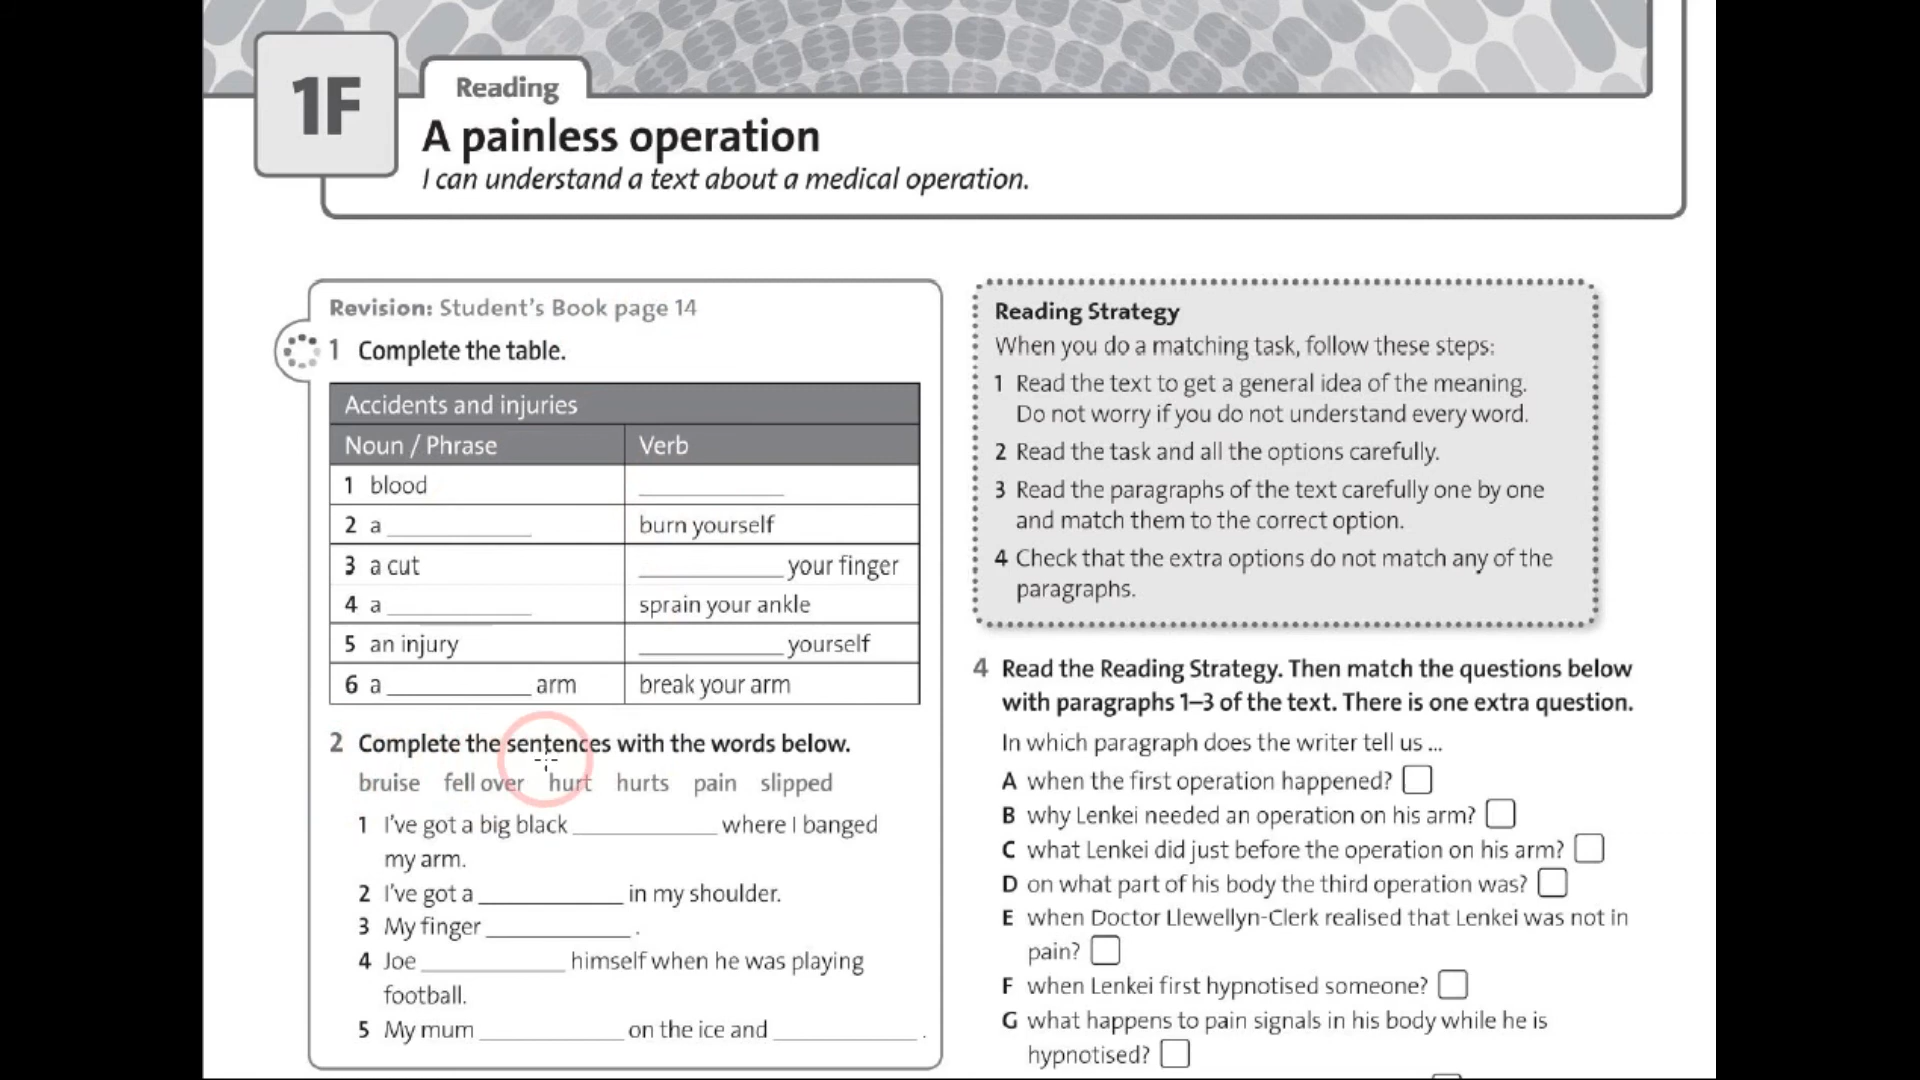 1F
Reading
A painless operation
I can understand a text about a medical operation.
Revision: Student's Book page 14
1 Complete the table.
Accidents and injuries
Noun / Phrase Verb
1 blood ____________
2 a ____________ burn yourself
3 a cut ____________ your finger
4 a ____________ sprain your ankle
5 an injury ____________ yourself
6 a ____________ arm break your arm
2 Complete the sentences with the words below.
bruise fell over hurt hurts pain slipped
1 I've got a big black ____________ where I banged
my arm.
2 I've got a ____________ in my shoulder.
3 My finger ____________ .
4 Joe ____________ himself when he was playing
football.
5 My mum ____________ on the ice and ____________ .
Reading Strategy
When you do a matching task, follow these steps:
1 Read the text to get a general idea of the meaning.
Do not worry if you do not understand every word.
2 Read the task and all the options carefully.
3 Read the paragraphs of the text carefully one by one
and match them to the correct option.
4 Check that the extra options do not match any of the
paragraphs.
4 Read the Reading Strategy. Then match the questions below
with paragraphs 1–3 of the text. There is one extra question.
In which paragraph does the writer tell us ...
A when the first operation happened?
B why Lenkei needed an operation on his arm?
C what Lenkei did just before the operation on his arm?
D on what part of his body the third operation was?
E when Doctor Llewellyn-Clerk realised that Lenkei was not in
pain?
F when Lenkei first hypnotised someone?
G what happens to pain signals in his body while he is
hypnotised?